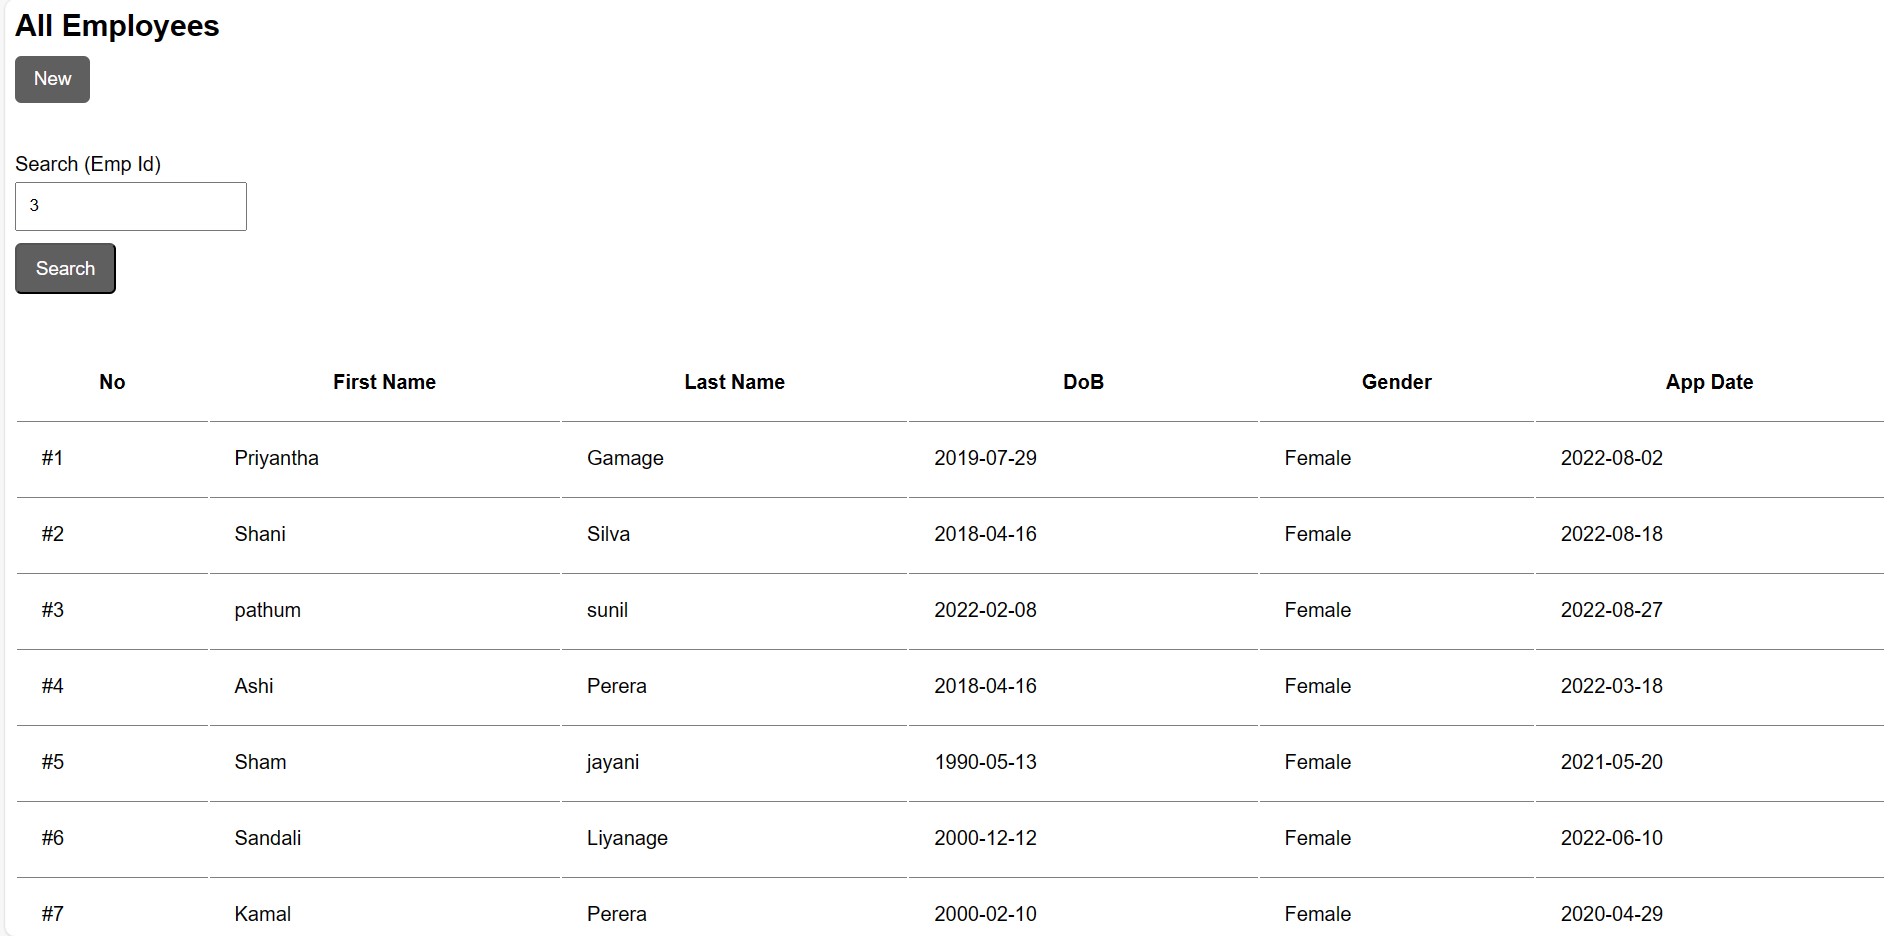 All Employees
New
Search (Emp Id)
3
Search
No First Name Last Name DoB Gender App Date
#1 Priyantha Gamage 2019-07-29 Female 2022-08-02
#2 Shani Silva 2018-04-16 Female 2022-08-18
#3 pathum sunil 2022-02-08 Female 2022-08-27
#4 Ashi Perera 2018-04-16 Female 2022-03-18
#5 Sham jayani 1990-05-13 Female 2021-05-20
#6 Sandali Liyanage 2000-12-12 Female 2022-06-10
#7 Kamal Perera 2000-02-10 Female 2020-04-29